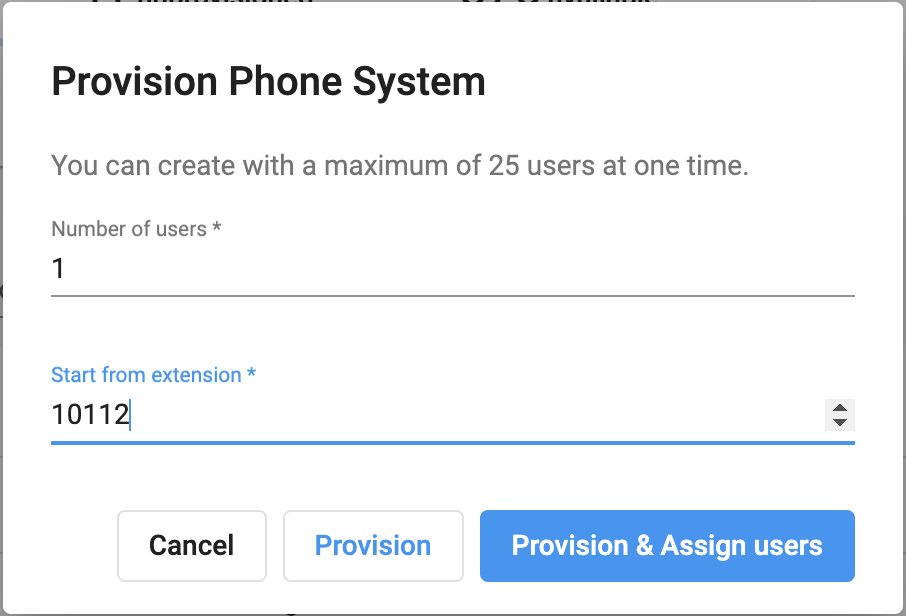 Provision Phone System
You can create with a maximum of 25 users at one time.
Number of users *
1
Start from extension *
10112
Cancel
Provision
Provision & Assign users